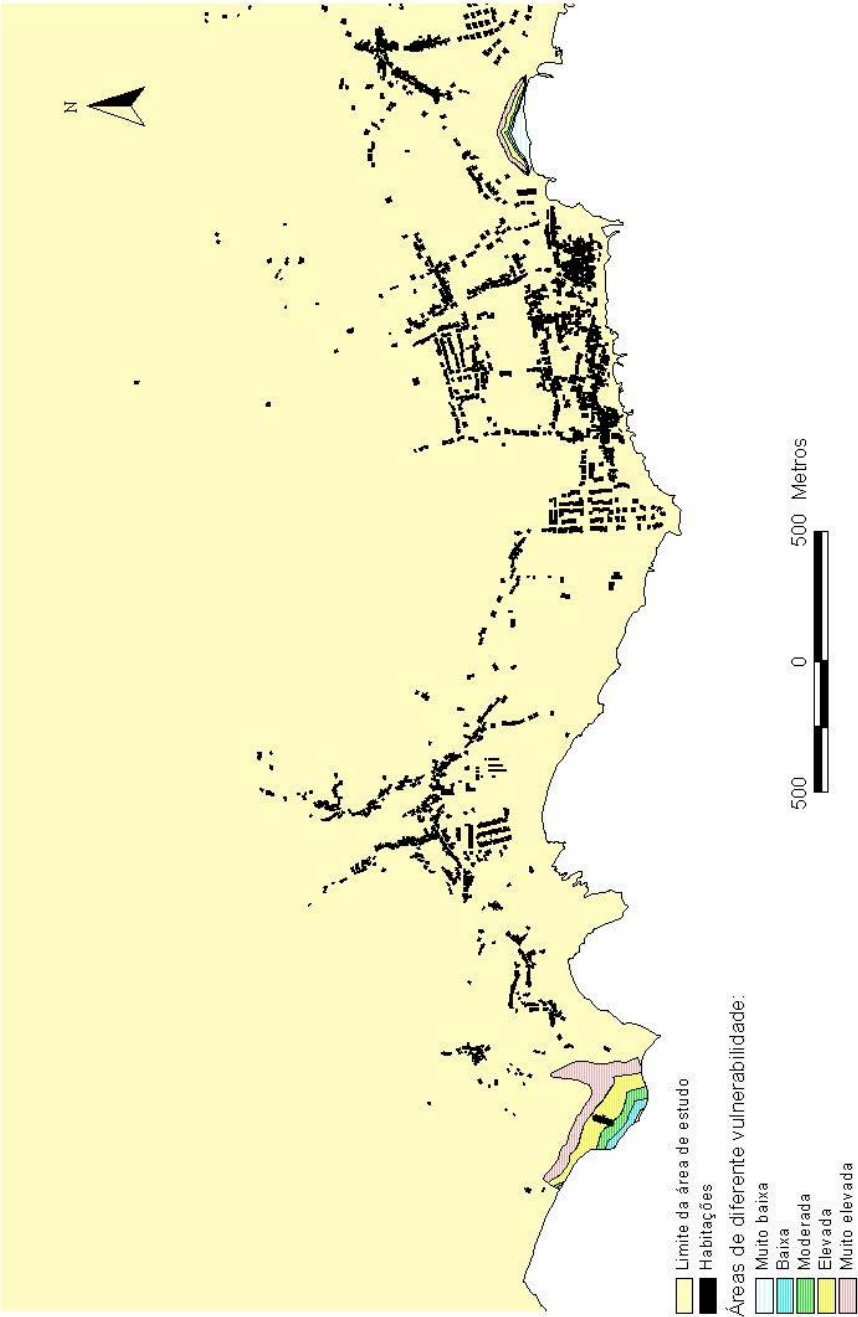 N
500
0
500 Metros
Limite da área de estudo
Habitações
Áreas de diferente vulnerabilidade:
Muito baixa
Baixa
Moderada
Elevada
Muito elevada